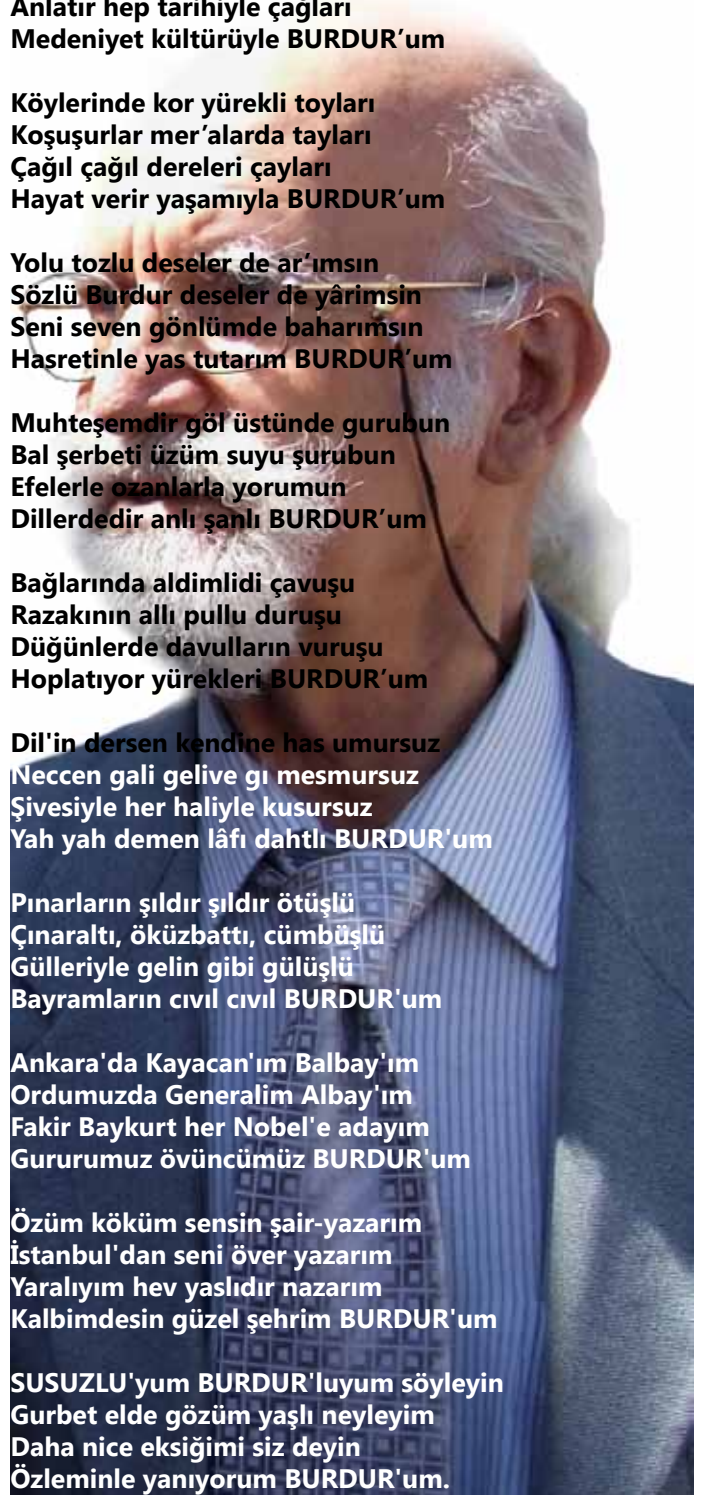 Anlatır hep tarihiyle çağları
Medeniyet kültürüyle BURDUR’um
Köylerinde kor yürekli toyları
Koşuşurlar mer’alarda tayları
Çağıl çağıl dereleri çayları
Hayat verir yaşamıyla BURDUR’um
Yolu tozlu deseler de ar‘ımsın
Sözlü Burdur deseler de yârimsin
Seni seven gönlümde baharımsın
Hasretinle yas tutarım BURDUR’um
Muhteşemdir göl üstünde gurubun
Bal şerbeti üzüm suyu şurubun
Efelerle ozanlarla yorumun
Dillerdedir anlı şanlı BURDUR’um
Bağlarında aldimlidi çavuşu
Razakının allı pullu duruşu
Düğünlerde davulların vuruşu
Hoplatıyor yürekleri BURDUR’um
Dil'in dersen kendine has umursuz
Neccen gali gelive gı mesmursuz
Şivesiyle her haliyle kusursuz
Yah yah demen lâfı dahtlı BURDUR'um
Pınarların şıldır şıldır ötüşlü
Çınaraltı, öküzbattı, cümbüşlü
Gülleriyle gelin gibi gülüşlü
Bayramların cıvıl cıvıl BURDUR'um
Ankara'da Kayacan'ım Balbay'ım
Ordumuzda Generalim Albay'ım
Fakir Baykurt her Nobel'e adayım
Gururumuz övüncümüz BURDUR'um
Özüm köküm sensin şair-yazarım
İstanbul'dan seni över yazarım
Yaralıyım hev yaslıdır nazarım
Kalbimdesin güzel şehrim BURDUR'um
SUSUZLU'yum BURDUR'luyum söyleyin
Gurbet elde gözüm yaşlı neyleyim
Daha nice eksiğimi siz deyin
Özleminle yanıyorum BURDUR'um.